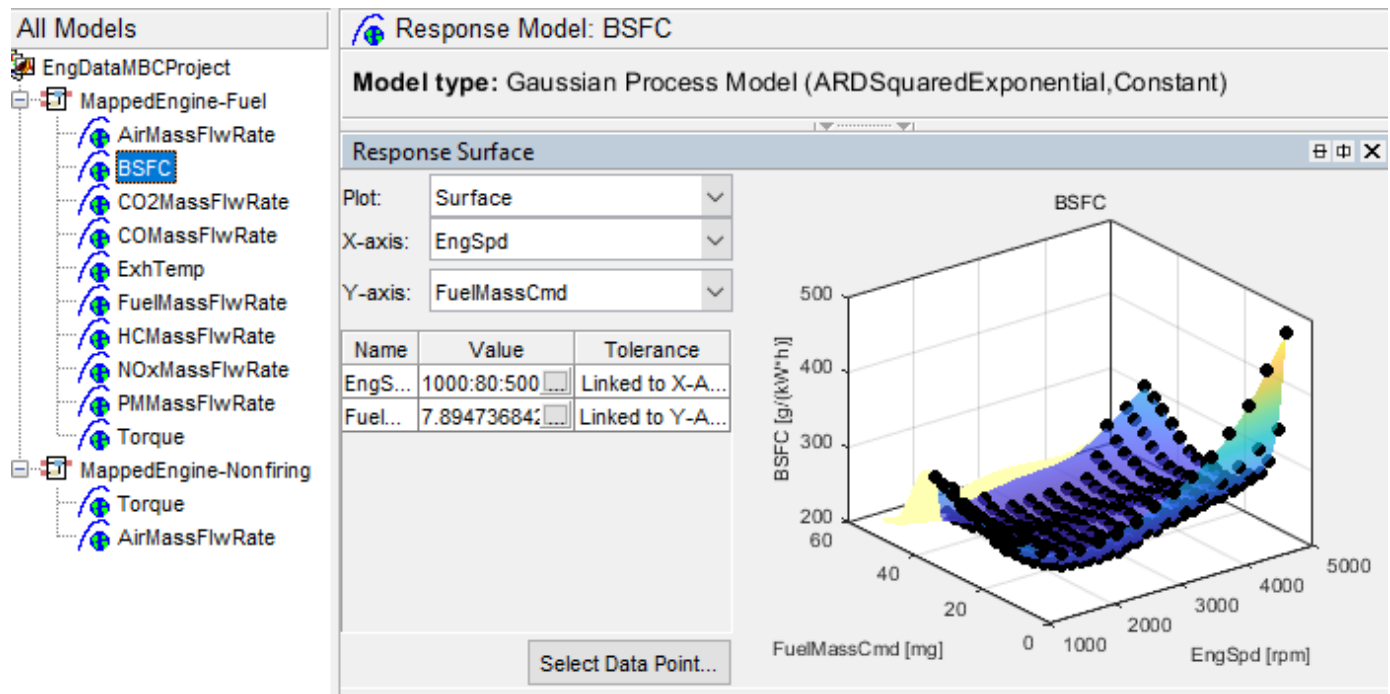 All Models
EngDataMBCProject
MappedEngine-Fuel
AirMassFlwRate
BSFC
CO2MassFlwRate
COMassFlwRate
ExhTemp
FuelMassFlwRate
HCMassFlwRate
NOxMassFlwRate
PMMassFlwRate
Torque
MappedEngine-Nonfiring
Torque
AirMassFlwRate
Response Model: BSFC
Model type: Gaussian Process Model (ARDSquaredExponential,Constant)
Response Surface
Plot: Surface
X-axis: EngSpd
Y-axis: FuelMassCmd
Name Value Tolerance
EngS... 1000:80:500 ... Linked to X-A...
Fuel... 7.894736842 ... Linked to Y-A...
Select Data Point...
BSFC
500
400
300
200
BSFC [g/(kW*h)]
60
40
20
0
FuelMassCmd [mg]
1000
2000
3000
4000
5000
EngSpd [rpm]